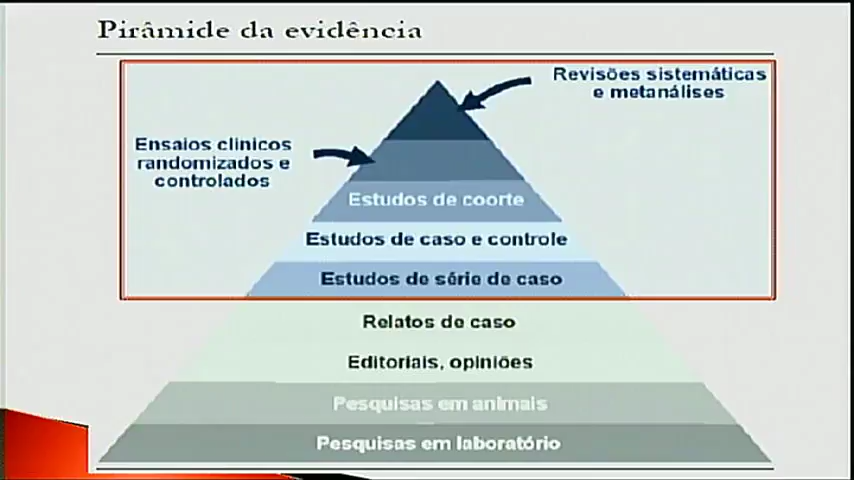 Pirâmide da evidência
Revisões sistemáticas
e metanálises
Ensaios clínicos
randomizados e
controlados
Estudos de coorte
Estudos de caso e controle
Estudos de série de caso
Relatos de caso
Editoriais, opiniões
Pesquisas em animais
Pesquisas em laboratório